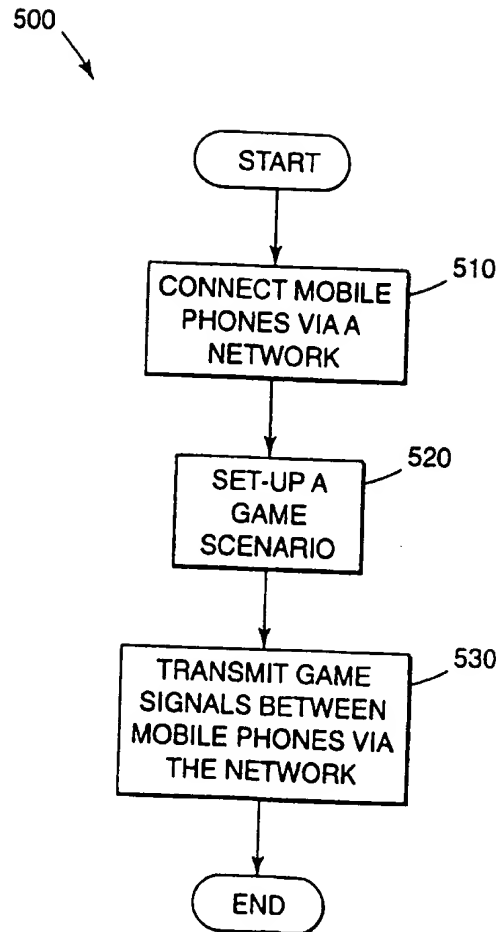 500
START
510
CONNECT MOBILE
PHONES VIA A
NETWORK
520
SET-UP A
GAME
SCENARIO
530
TRANSMIT GAME
SIGNALS BETWEEN
MOBILE PHONES VIA
THE NETWORK
END